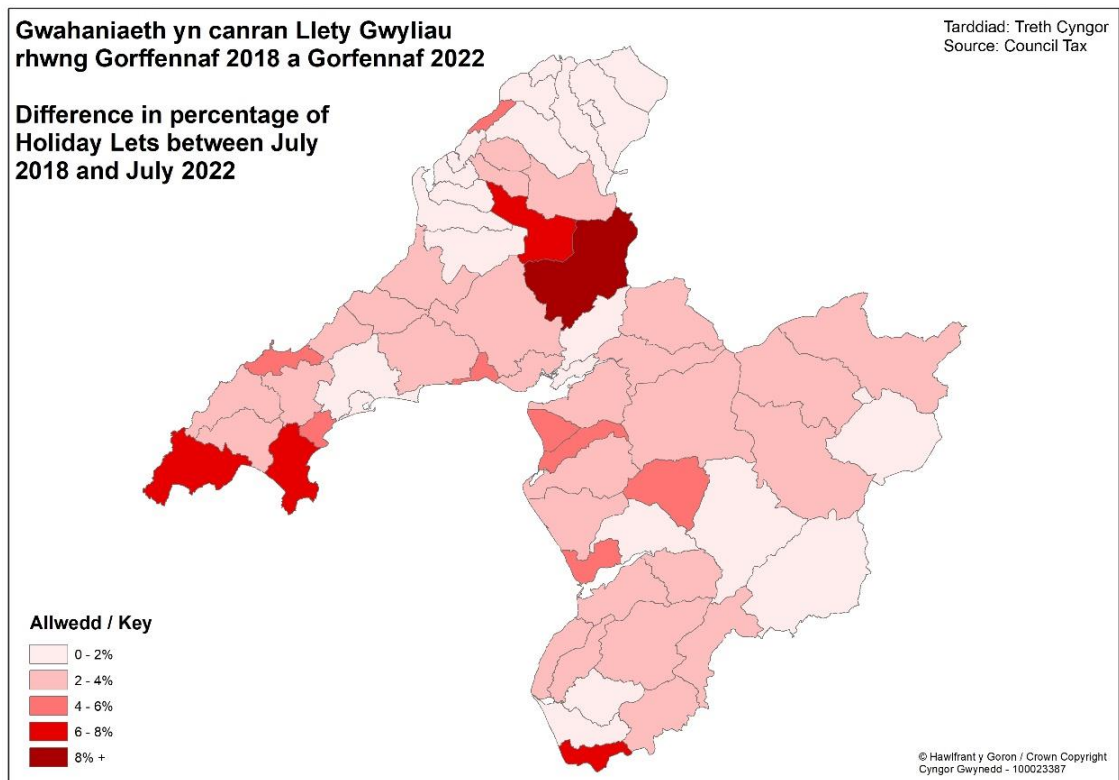 Gwahaniaeth yn canran Llety Gwyliau
rhwng Gorffennaf 2018 a Gorfennaf 2022
Difference in percentage of
Holiday Lets between July
2018 and July 2022
Tarddiad: Treth Cyngor
Source: Council Tax
Allwedd / Key
0 - 2%
2 - 4%
4 - 6%
6 - 8%
8% +
© Hawlfrant y Goron / Crown Copyright
Cyngor Gwynedd - 100023387